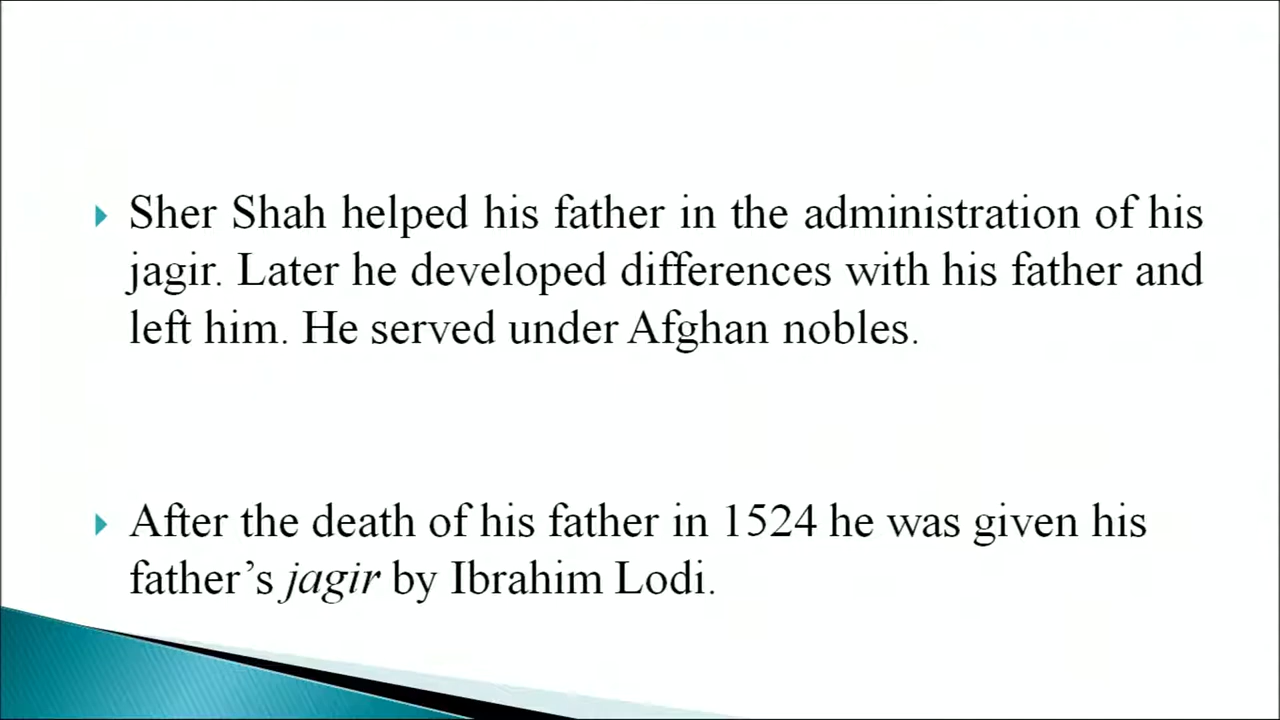 Sher Shah helped his father in the administration of his
jagir. Later he developed differences with his father and
left him. He served under Afghan nobles.
After the death of his father in 1524 he was given his
father’s jagir by Ibrahim Lodi.